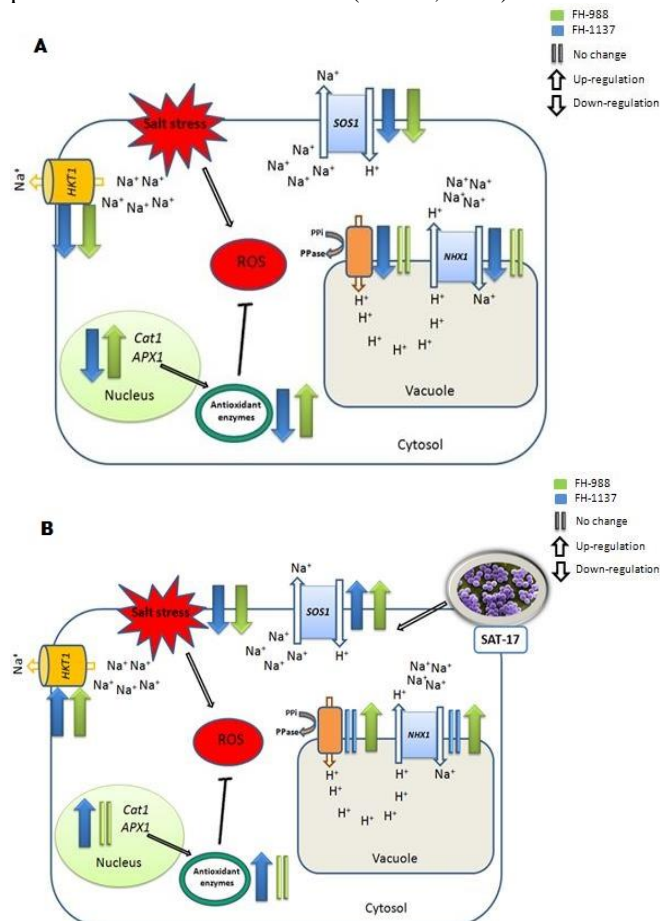 FH-988
FH-1137
No change
Up-regulation
Down-regulation
A
Salt stress
Na⁺
SOS1
H⁺
Na⁺
Na⁺
Na⁺ Na⁺
Na⁺
HKT1
Na⁺ Na⁺
Na⁺ Na⁺ Na⁺
Na⁺ Na⁺
Na⁺ Na⁺
H⁺
ROS
PPi
PPase
NHX1
H⁺
H⁺
Na⁺
H⁺
H⁺
H⁺
H⁺
H⁺
Cat1
APX1
Nucleus
Antioxidant
enzymes
Vacuole
Cytosol
FH-988
FH-1137
No change
Up-regulation
Down-regulation
B
Salt stress
Na⁺
SOS1
H⁺
Na⁺
Na⁺
Na⁺ Na⁺
Na⁺
SAT-17
HKT1
Na⁺ Na⁺
Na⁺ Na⁺ Na⁺
Na⁺ Na⁺
Na⁺ Na⁺
H⁺
ROS
PPi
PPase
NHX1
H⁺
H⁺
Na⁺
H⁺
H⁺
H⁺
H⁺
H⁺
Cat1
APX1
Nucleus
Antioxidant
enzymes
Vacuole
Cytosol